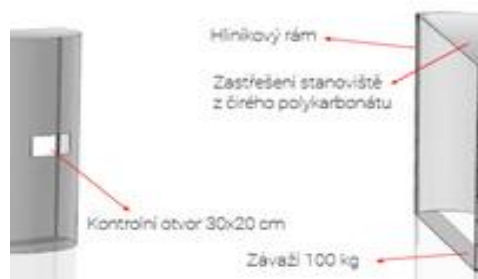 Hliníkový rám
Zastřešení stanoviště
z čirého polykarbonátu
Kontrolní otvor 30x20 cm
Závaží 100 kg